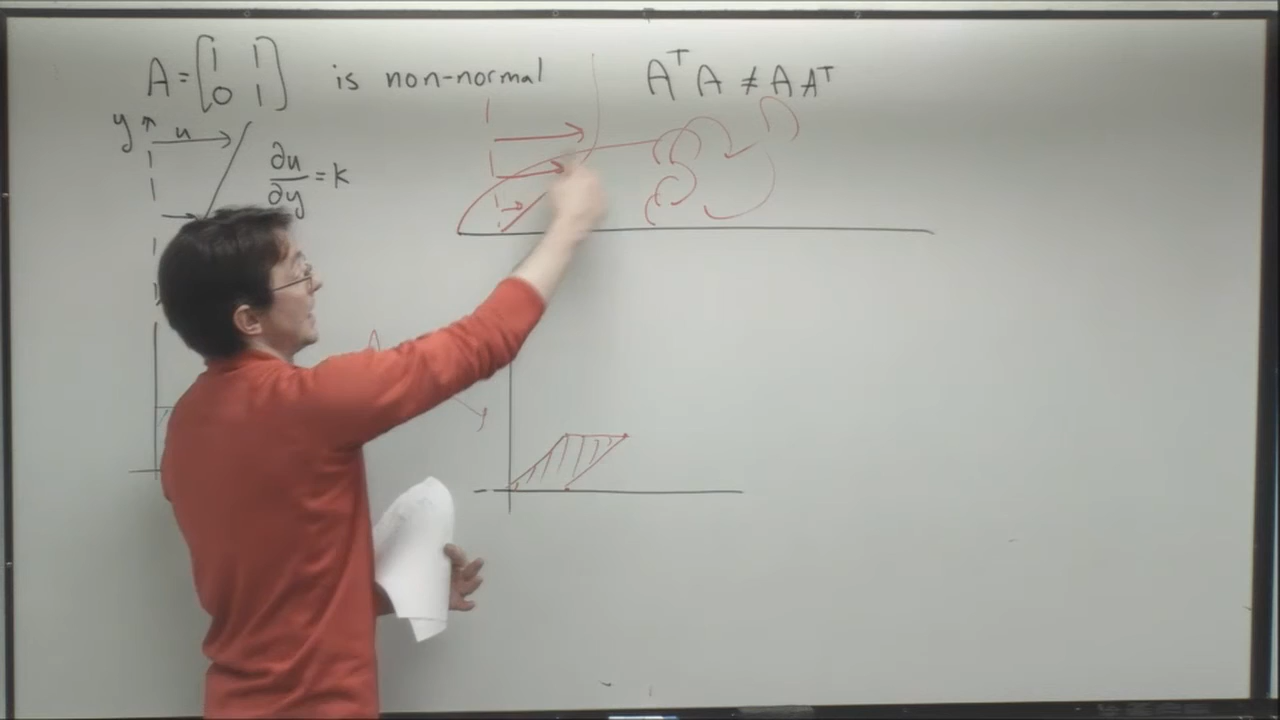 A = [1 1; 0 1] is non-normal AᵀA ≠ AAᵀ
y
u
∂u/∂y = k